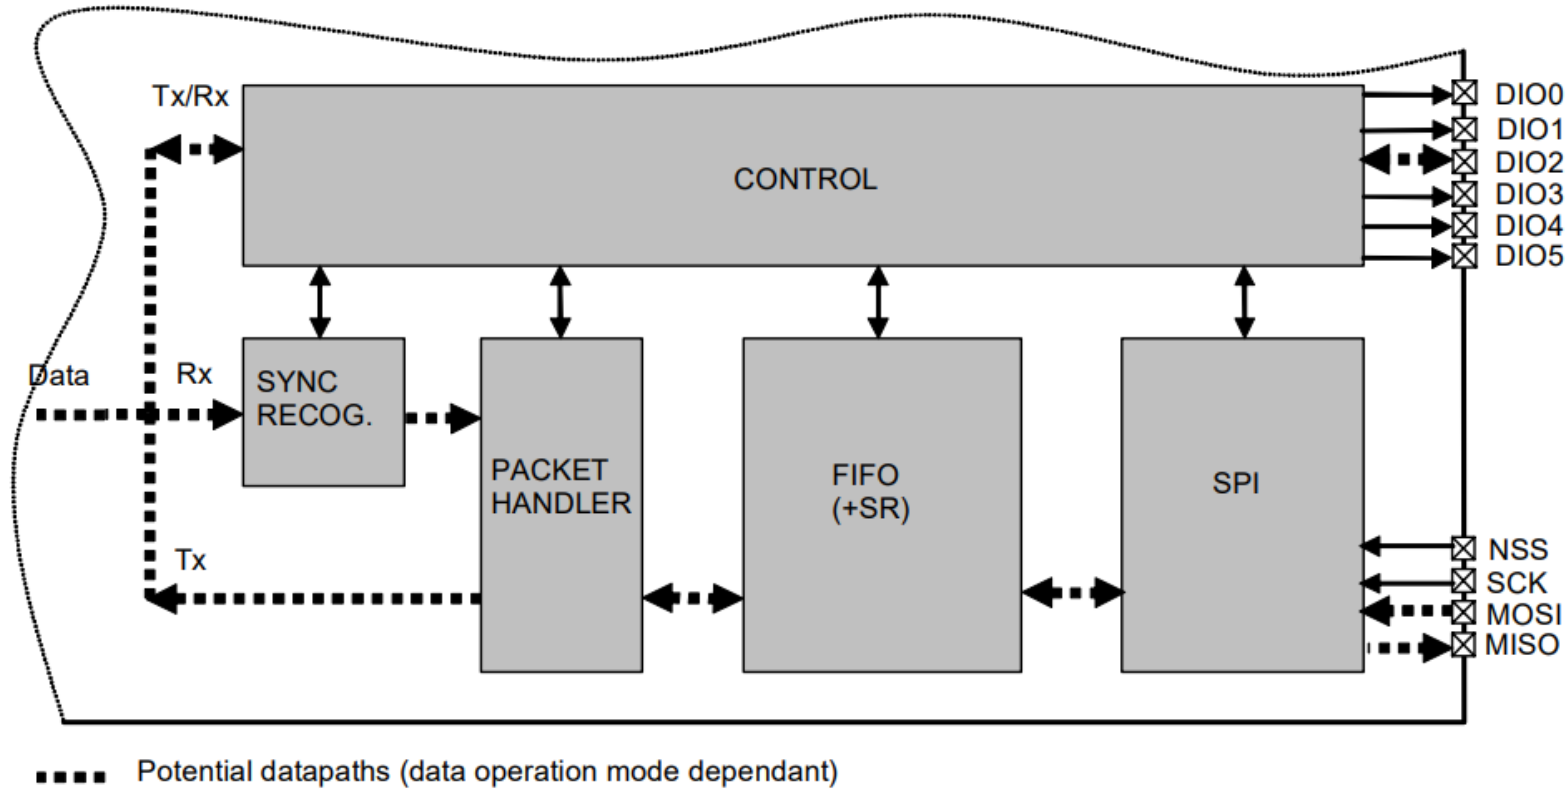 Tx/Rx
CONTROL
DIO0
DIO1
DIO2
DIO3
DIO4
DIO5
Data
Rx
SYNC
RECOG.
PACKET
HANDLER
FIFO
(+SR)
SPI
Tx
NSS
SCK
MOSI
MISO
Potential datapaths (data operation mode dependant)